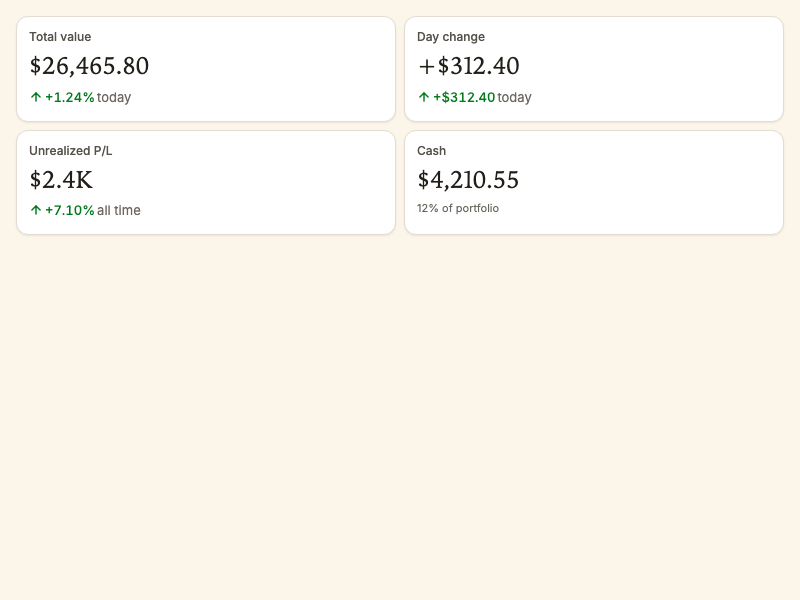 Total value
$26,465.80
↑ +1.24% today
Day change
+$312.40
↑ +$312.40 today
Unrealized P/L
$2.4K
↑ +7.10% all time
Cash
$4,210.55
12% of portfolio